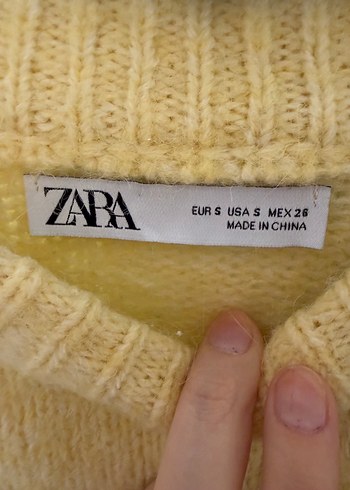 ZARA
EUR S USA S MEX 26
MADE IN CHINA